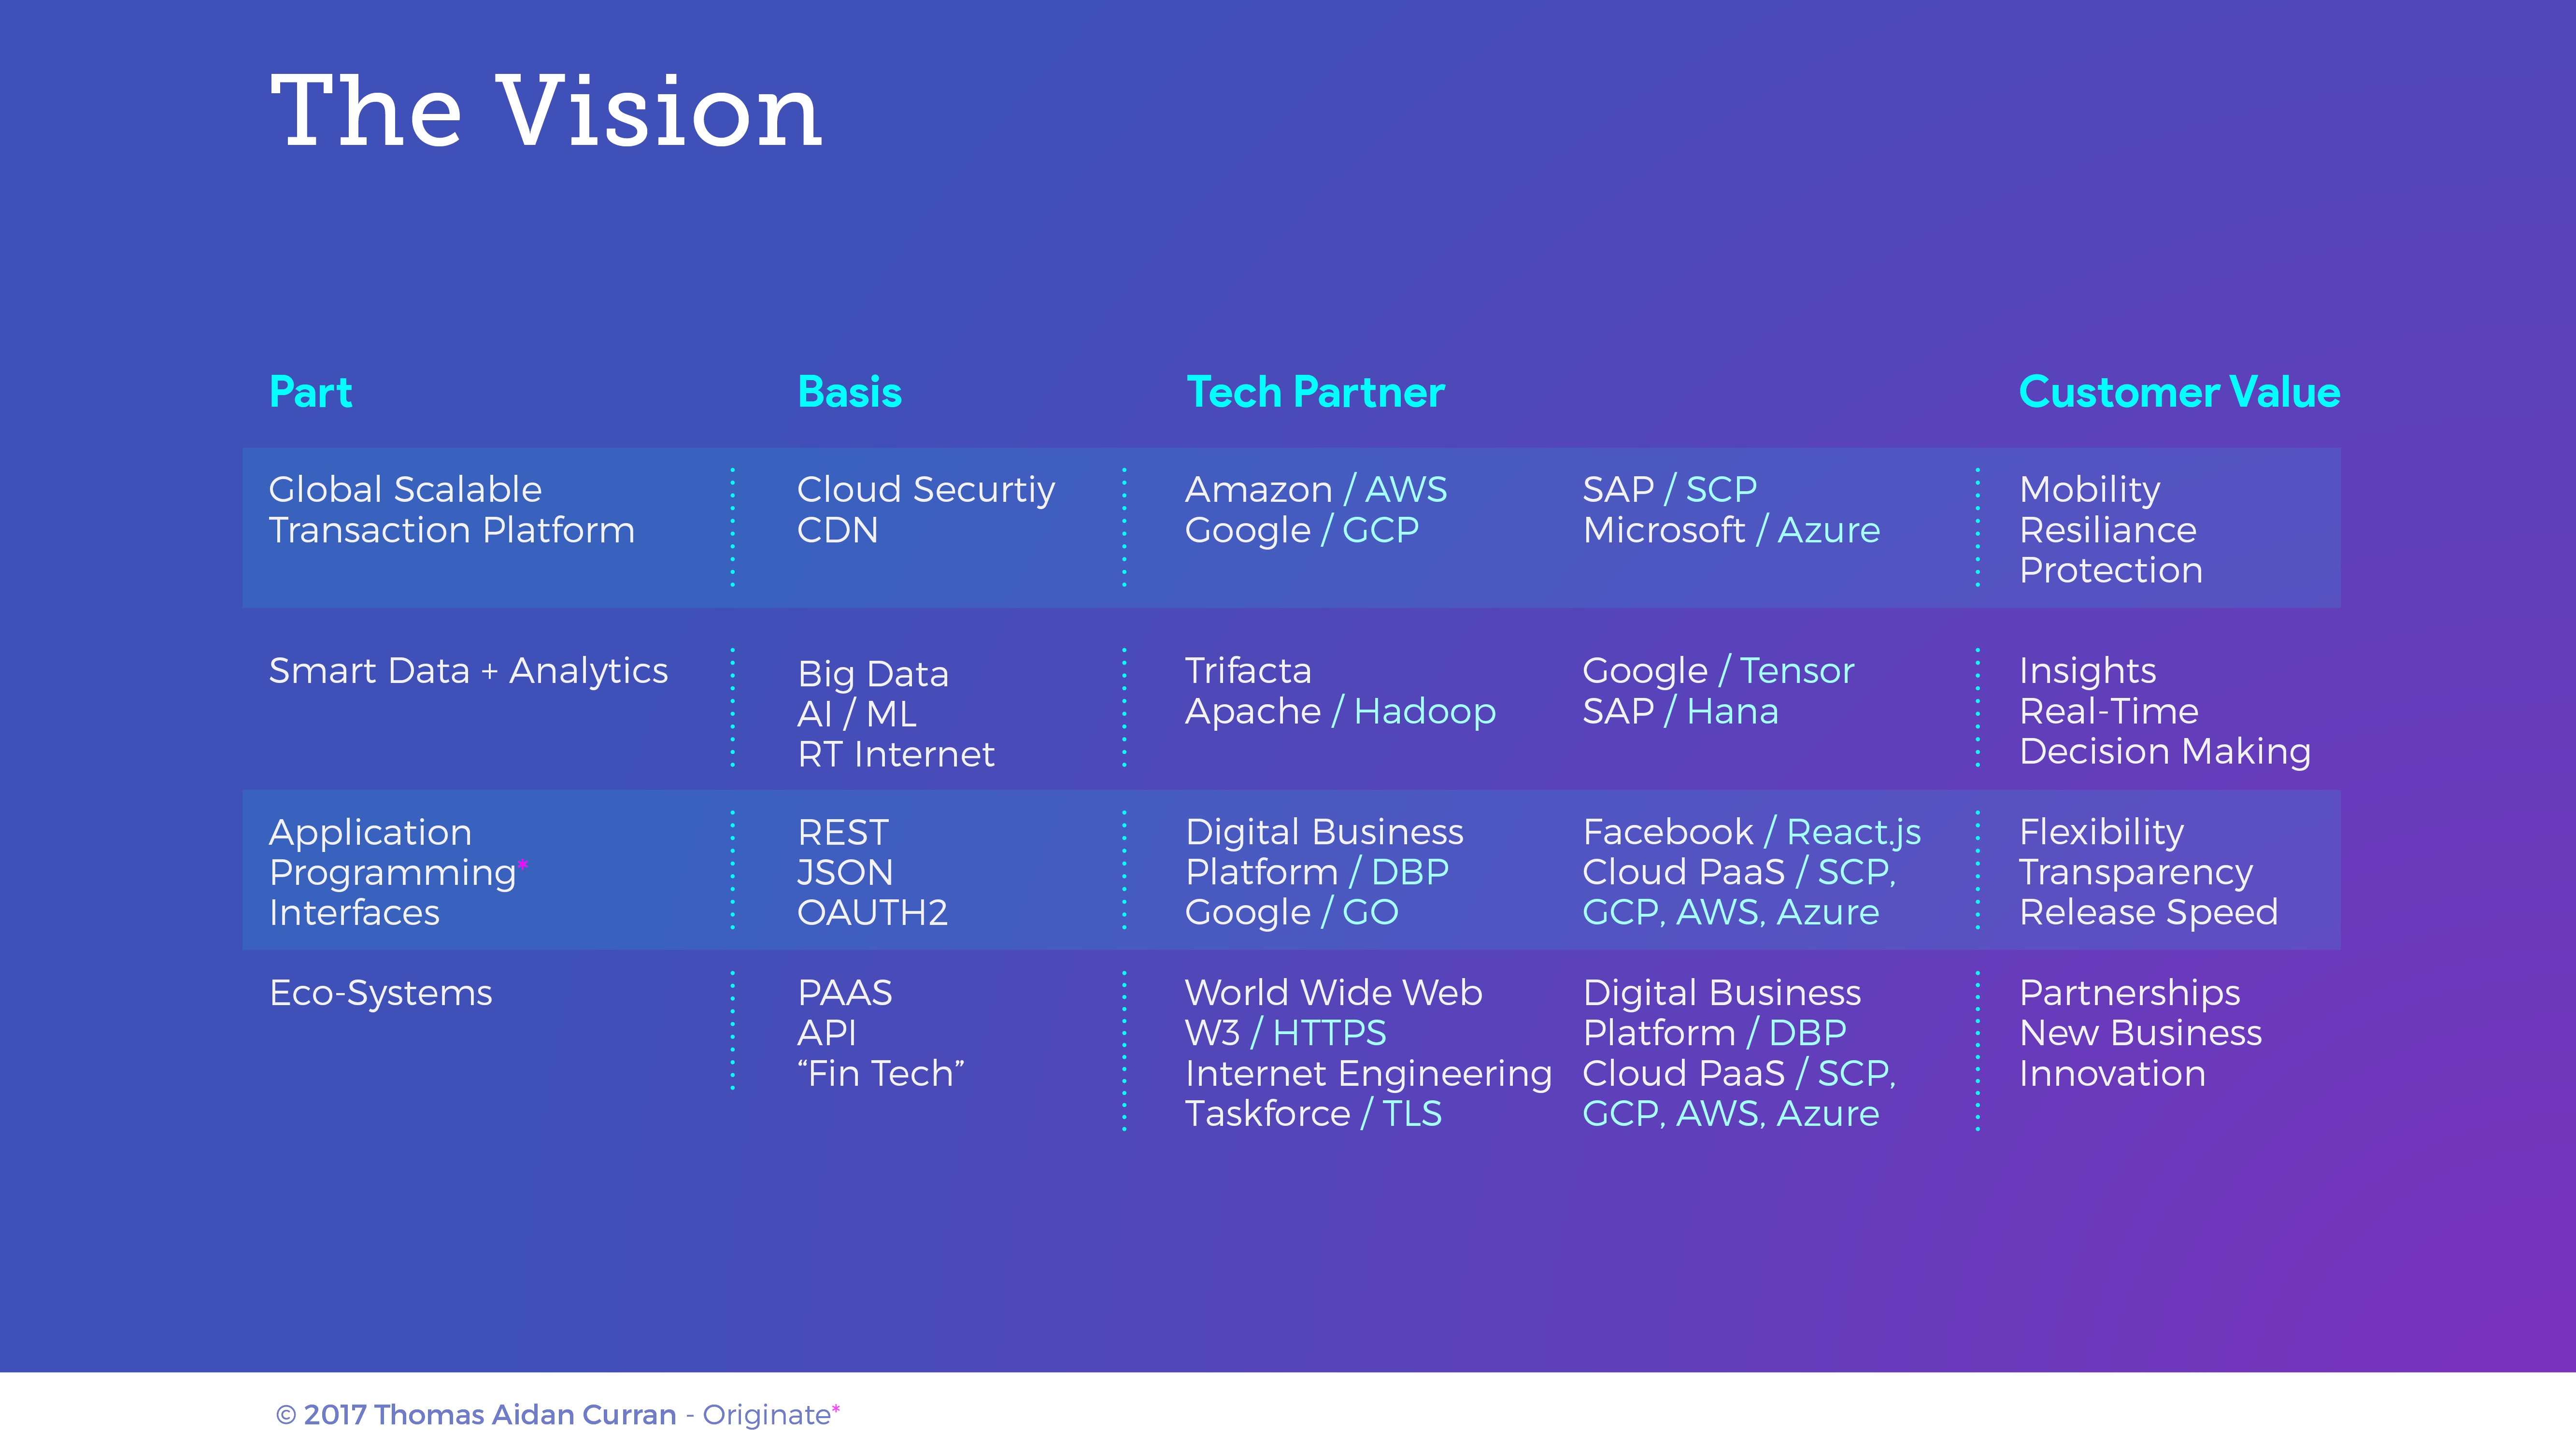 The Vision
Part Basis Tech Partner Customer Value
Global Scalable
Transaction Platform
Cloud Securtiy
CDN
Amazon / AWS
Google / GCP
SAP / SCP
Microsoft / Azure
Mobility
Resiliance
Protection
Smart Data + Analytics
Big Data
AI / ML
RT Internet
Trifacta
Apache / Hadoop
Google / Tensor
SAP / Hana
Insights
Real-Time
Decision Making
Application
Programming*
Interfaces
REST
JSON
OAUTH2
Digital Business
Platform / DBP
Google / GO
Facebook / React.js
Cloud PaaS / SCP,
GCP, AWS, Azure
Flexibility
Transparency
Release Speed
Eco-Systems
PAAS
API
“Fin Tech”
World Wide Web
W3 / HTTPS
Internet Engineering
Taskforce / TLS
Digital Business
Platform / DBP
Cloud PaaS / SCP,
GCP, AWS, Azure
Partnerships
New Business
Innovation
© 2017 Thomas Aidan Curran - Originate*